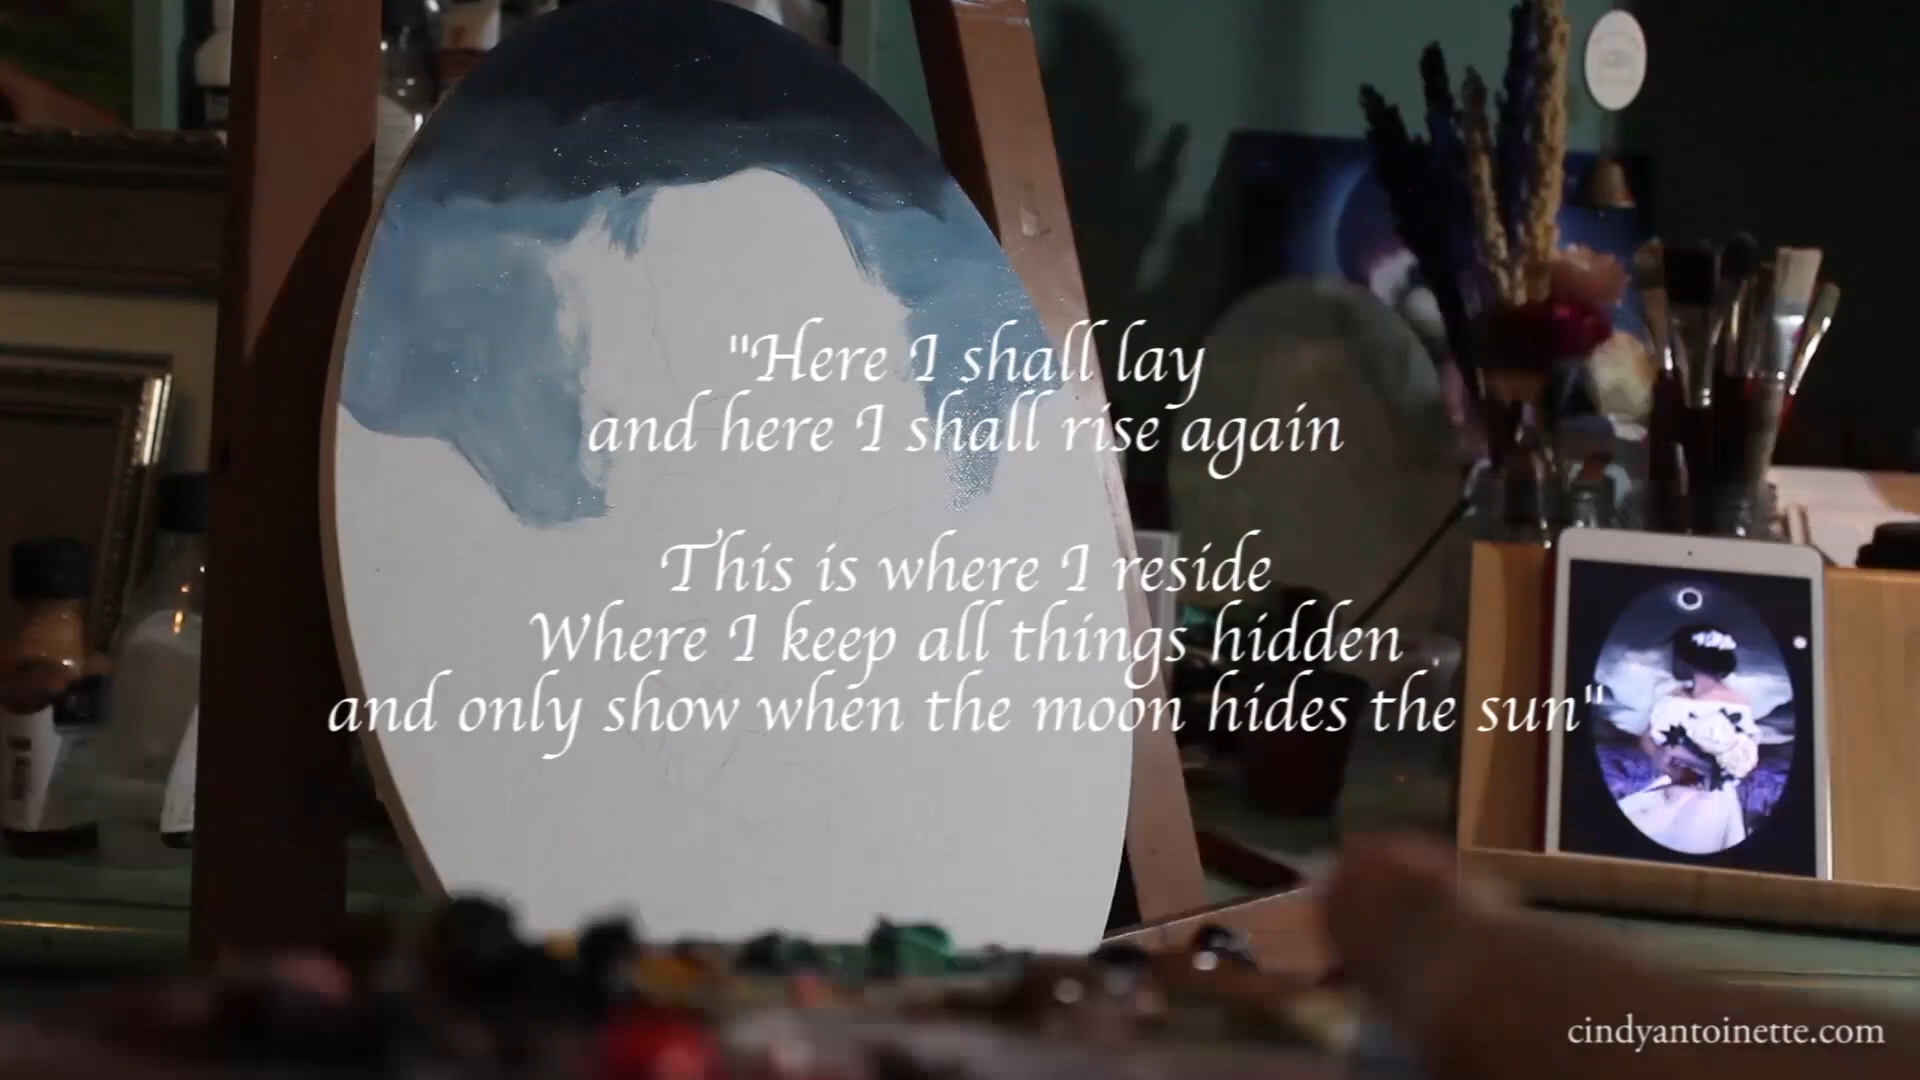 "Here I shall lay
and here I shall rise again
This is where I reside
Where I keep all things hidden
and only show when the moon hides the sun"
cindyantoinette.com